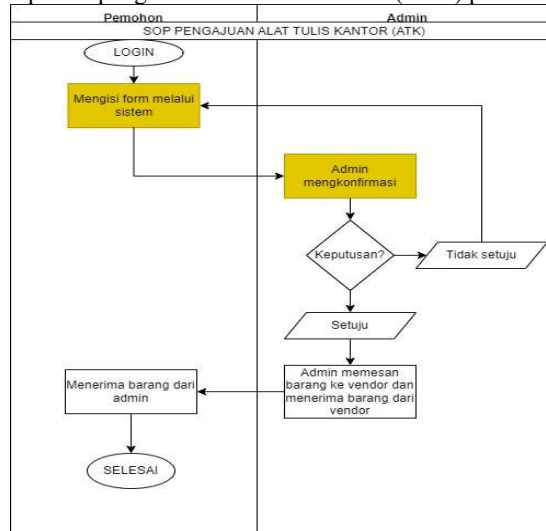 Pemohon
Admin
SOP PENGAJUAN ALAT TULIS KANTOR (ATK)
LOGIN
Mengisi form melalui
sistem
Admin
mengkonfirmasi
Keputusan?
Tidak setuju
Setuju
Admin memesan
barang ke vendor dan
menerima barang dari
vendor
Menerima barang dari
admin
SELESAI